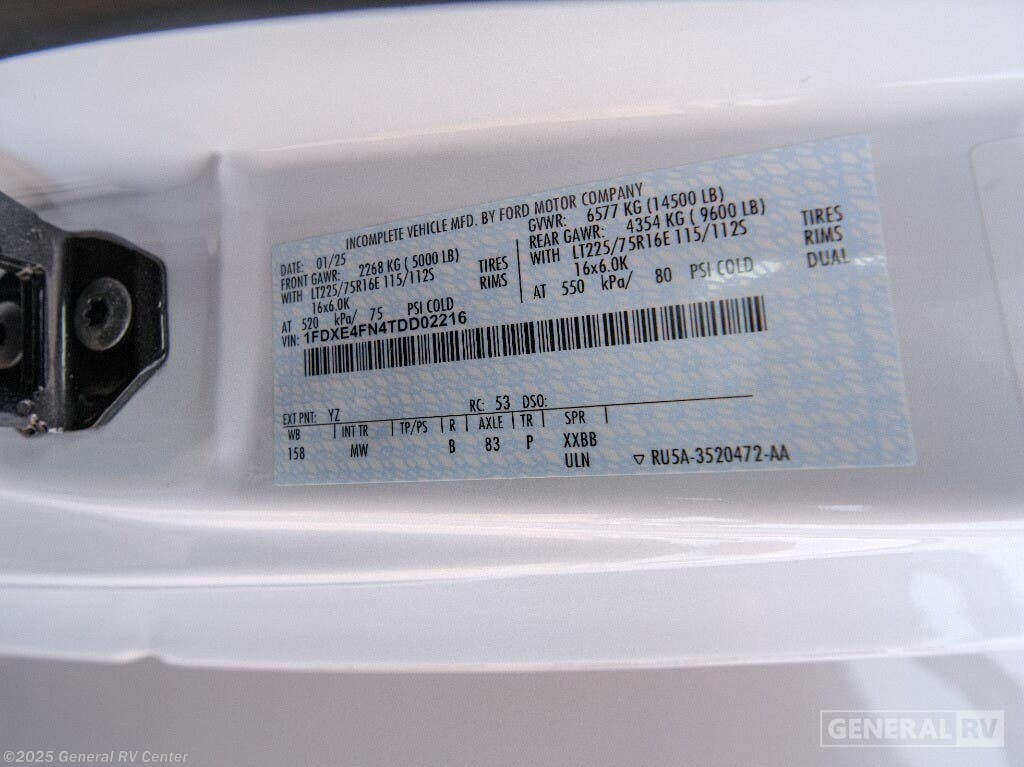 INCOMPLETE VEHICLE MFD. BY FORD MOTOR COMPANY
DATE: 01/25
FRONT GAWR: 2268 KG ( 5000 LB)
WITH LT225/75R16E 115/112S TIRES
16x6.0K RIMS
AT 520 kPa/ 75 PSI COLD
GVWR: 6577 KG (14500 LB)
REAR GAWR: 4354 KG ( 9600 LB)
WITH LT225/75R16E 115/112S TIRES
16x6.0K RIMS
AT 550 kPa/ 80 PSI COLD DUAL
VIN: 1FDXE4FN4TDD02216
EXT PNT: YZ RC: 53 DSO:
WB INT TR TP/PS R AXLE TR SPR
158 MW B 83 P XXBB
ULN ▽ RU5A-3520472-AA
GENERAL RV
©2025 General RV Center